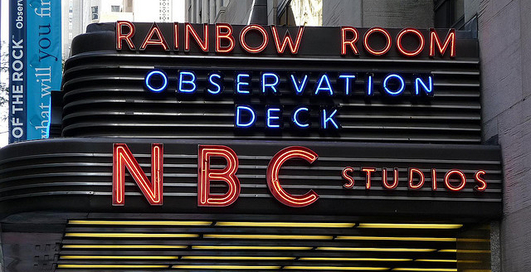 RAINBOW ROOM
OBSERVATION
DECK
NBC STUDIOS
OF THE ROCK
what will you fi